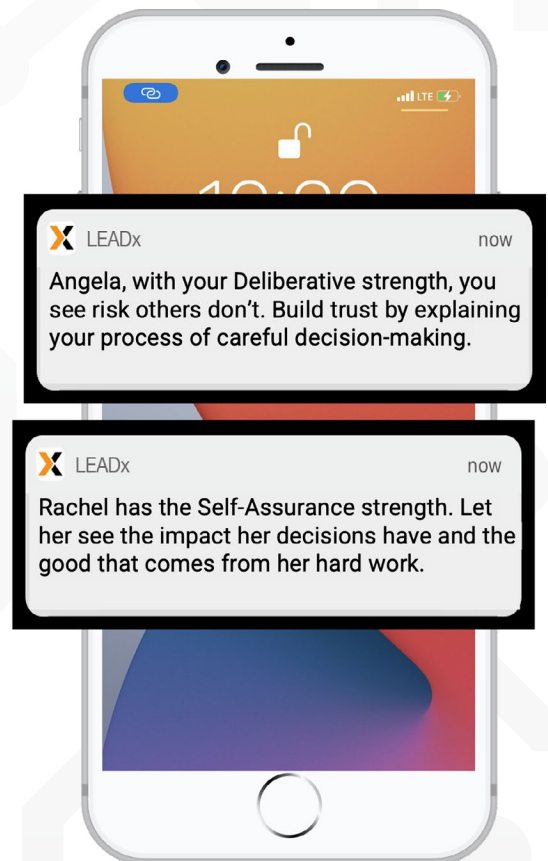 LTE
LEADx
now
Angela, with your Deliberative strength, you
see risk others don’t. Build trust by explaining
your process of careful decision-making.
LEADx
now
Rachel has the Self-Assurance strength. Let
her see the impact her decisions have and the
good that comes from her hard work.